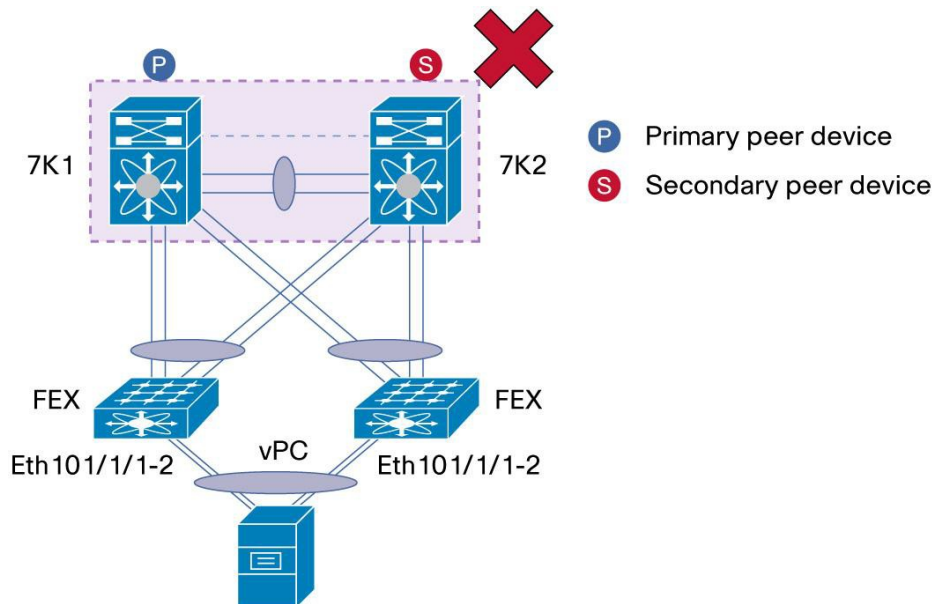 P
S
7K1
7K2
P Primary peer device
S Secondary peer device
FEX
FEX
Eth101/1/1-2
vPC
Eth101/1/1-2